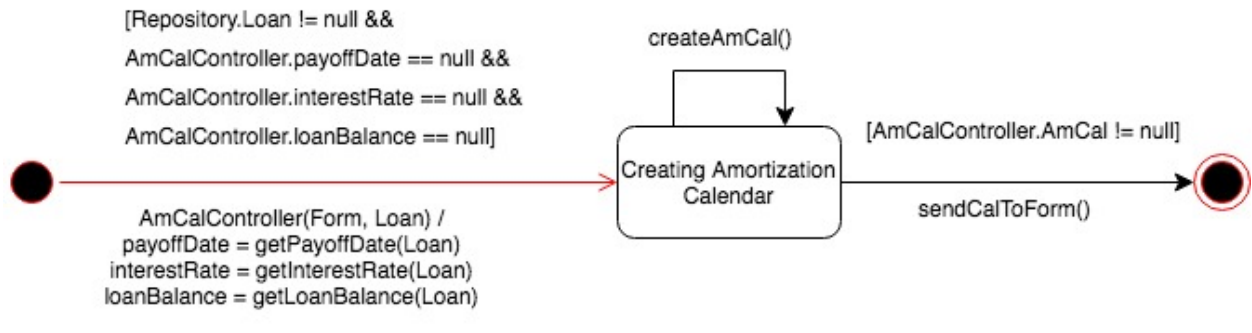 [Repository.Loan != null &&
AmCalController.payoffDate == null &&
AmCalController.interestRate == null &&
AmCalController.loanBalance == null]
AmCalController(Form, Loan) /
payoffDate = getPayoffDate(Loan)
interestRate = getInterestRate(Loan)
loanBalance = getLoanBalance(Loan)
createAmCal()
Creating Amortization
Calendar
[AmCalController.AmCal != null]
sendCalToForm()